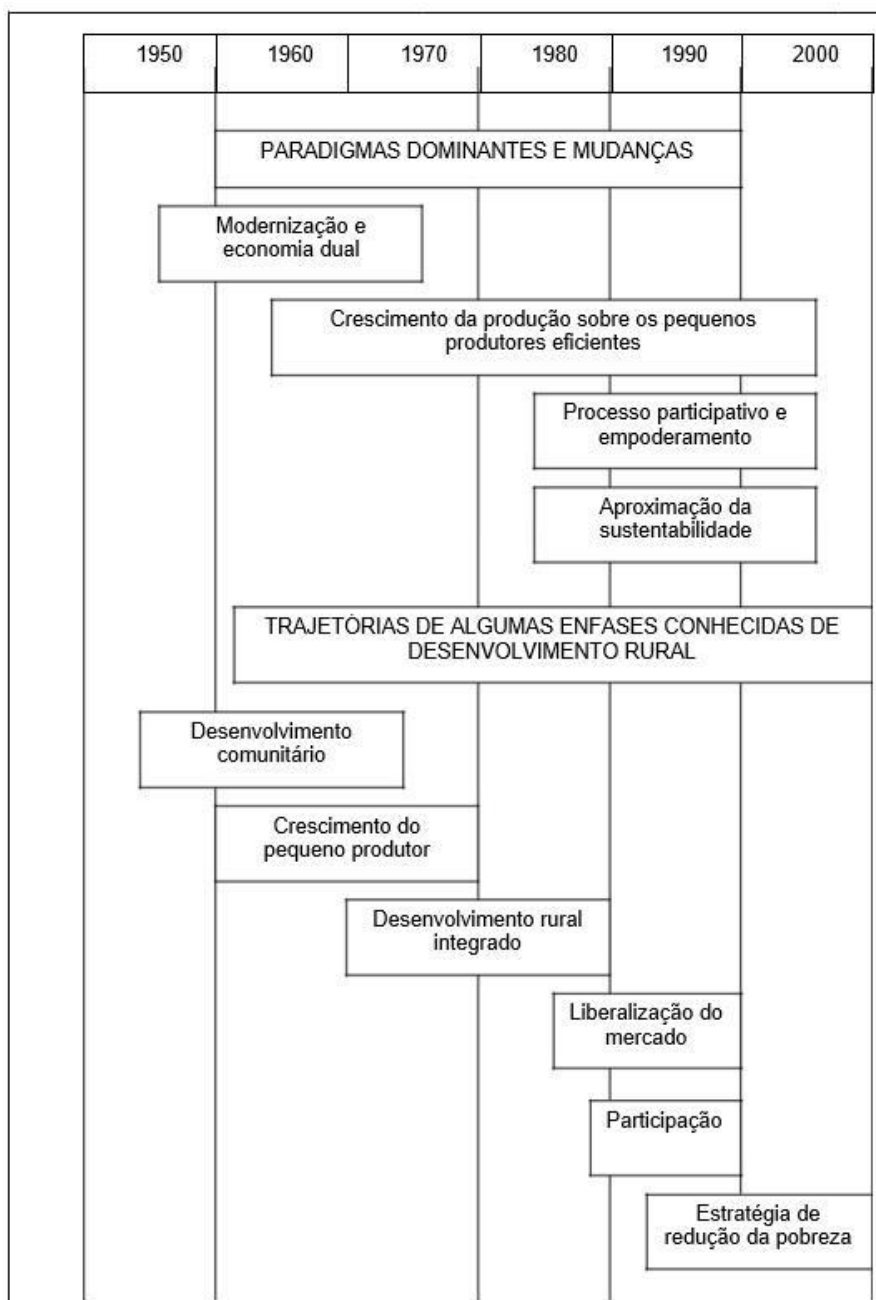 1950 1960 1970 1980 1990 2000
PARADIGMAS DOMINANTES E MUDANÇAS
Modernização e
economia dual
Crescimento da produção sobre os pequenos
produtores eficientes
Processo participativo e
empoderamento
Aproximação da
sustentabilidade
TRAJETÓRIAS DE ALGUMAS ENFASES CONHECIDAS DE
DESENVOLVIMENTO RURAL
Desenvolvimento
comunitário
Crescimento do
pequeno produtor
Desenvolvimento rural
integrado
Liberalização do
mercado
Participação
Estratégia de
redução da pobreza